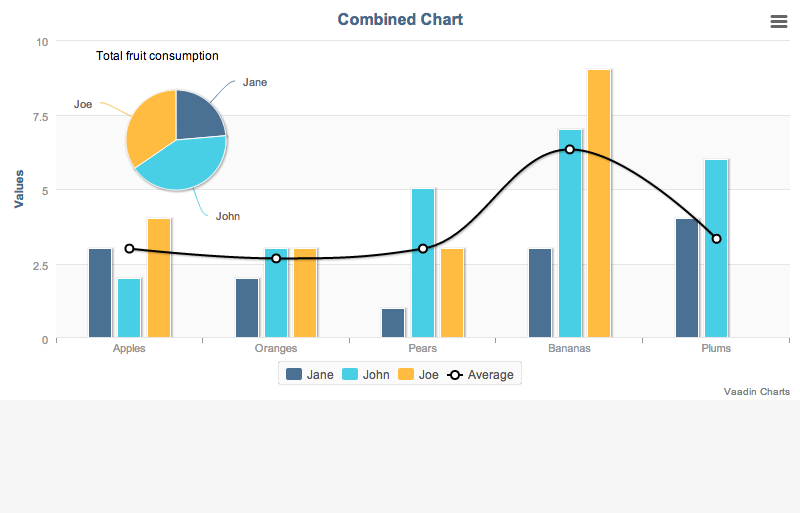 Combined Chart
Total fruit consumption
Jane
Joe
John
Values
10
7.5
5
2.5
0
Apples Oranges Pears Bananas Plums
Jane John Joe Average
Vaadin Charts